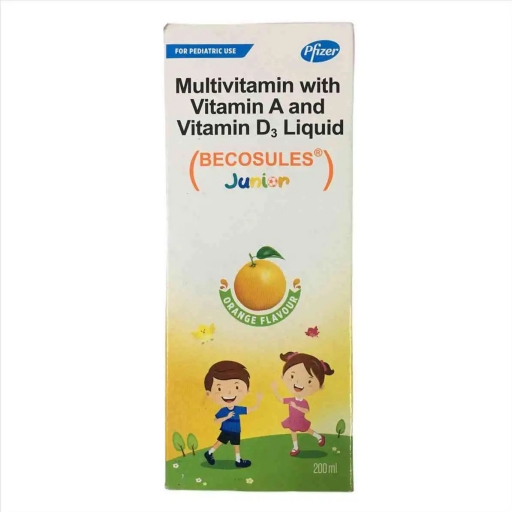 FOR PEDIATRIC USE
Pfizer
Multivitamin with
Vitamin A and
Vitamin D₃ Liquid
(BECOSULES®
Junior)
ORANGE FLAVOUR
200 ml